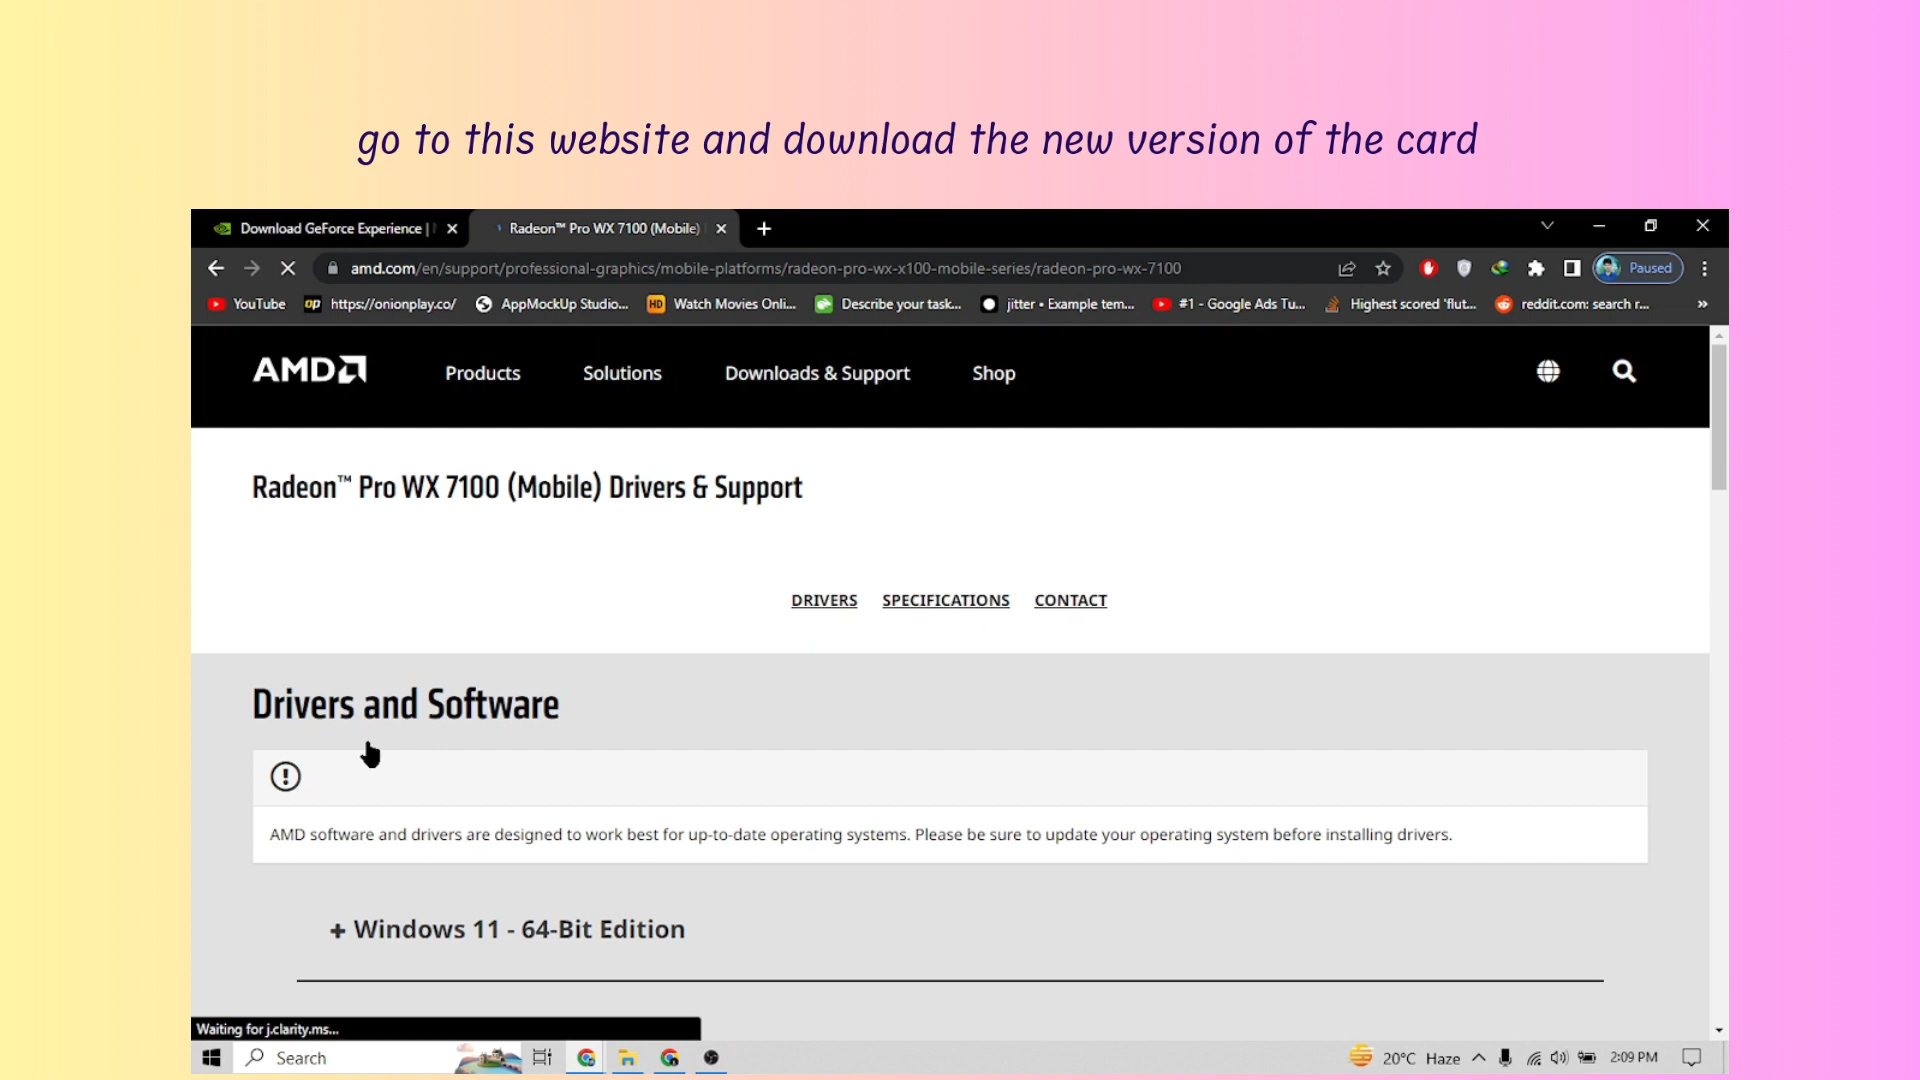 go to this website and download the new version of the card
Download GeForce Experience |
Radeon™ Pro WX 7100 (Mobile)
amd.com/en/support/professional-graphics/mobile-platforms/radeon-pro-wx-x100-mobile-series/radeon-pro-wx-7100
Paused
YouTube
op
https://onionplay.co/
AppMockUp Studio...
HD
Watch Movies Onli...
Describe your task...
jitter • Example tem...
#1 - Google Ads Tu...
Highest scored 'flut...
reddit.com: search r...
»
AMD
Products
Solutions
Downloads & Support
Shop
Radeon™ Pro WX 7100 (Mobile) Drivers & Support
DRIVERS
SPECIFICATIONS
CONTACT
Drivers and Software
AMD software and drivers are designed to work best for up-to-date operating systems. Please be sure to update your operating system before installing drivers.
+ Windows 11 - 64-Bit Edition
Waiting for j.clarity.ms...
Search
20°C Haze
2:09 PM